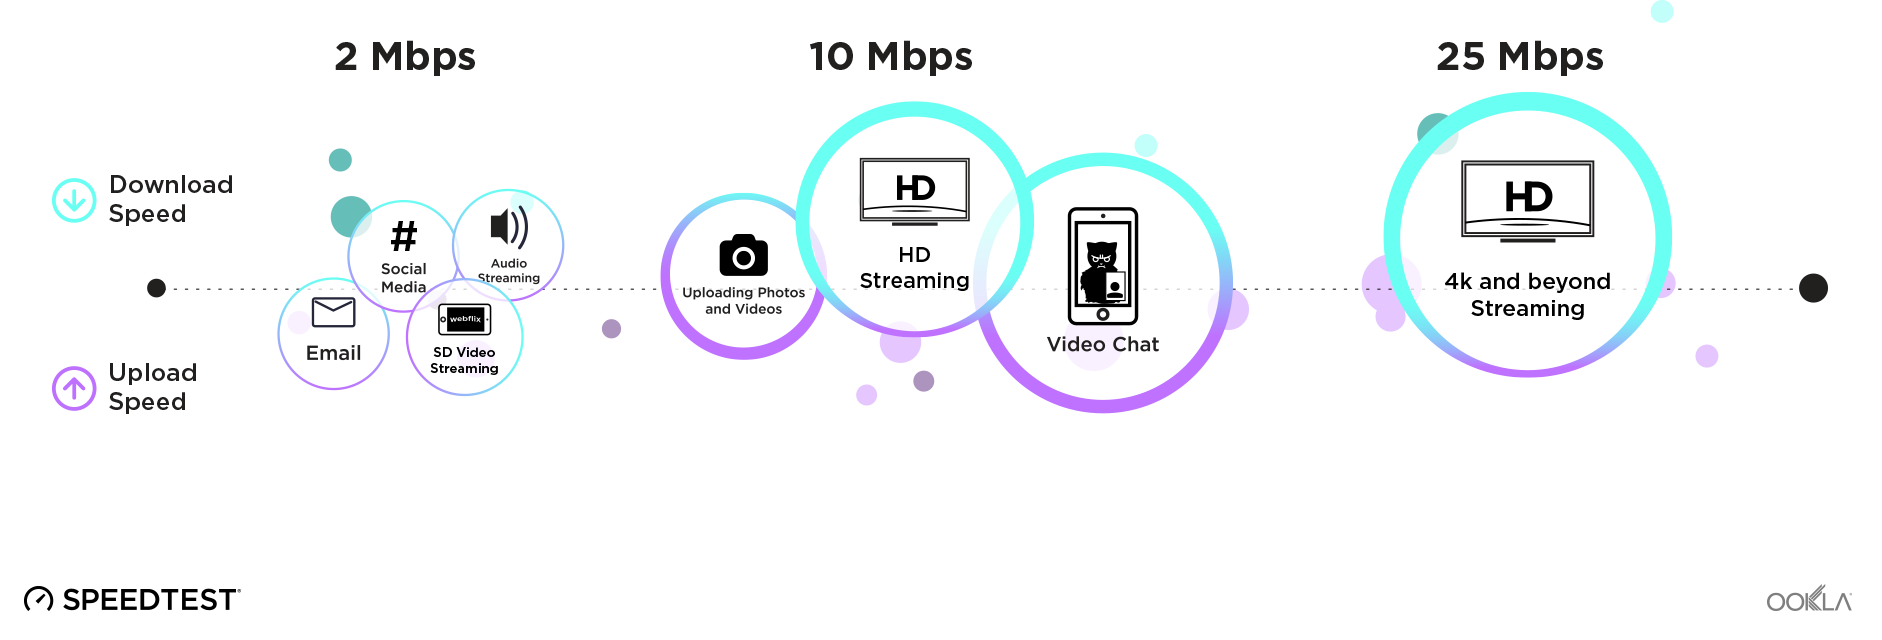 2 Mbps
10 Mbps
25 Mbps
Download
Speed
Upload
Speed
#
Social
Media
Audio
Streaming
Email
webflix
SD Video
Streaming
Uploading Photos
and Videos
HD
HD
Streaming
Video Chat
HD
4k and beyond
Streaming
SPEEDTEST®
OOKLA